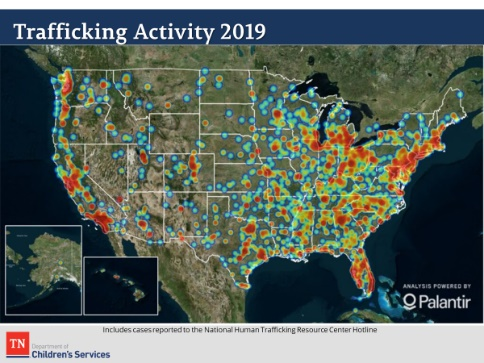 Trafficking Activity 2019
ANALYSIS POWERED BY
Palantir
Includes cases reported to the National Human Trafficking Resource Center Hotline
TN
Department of
Children's Services